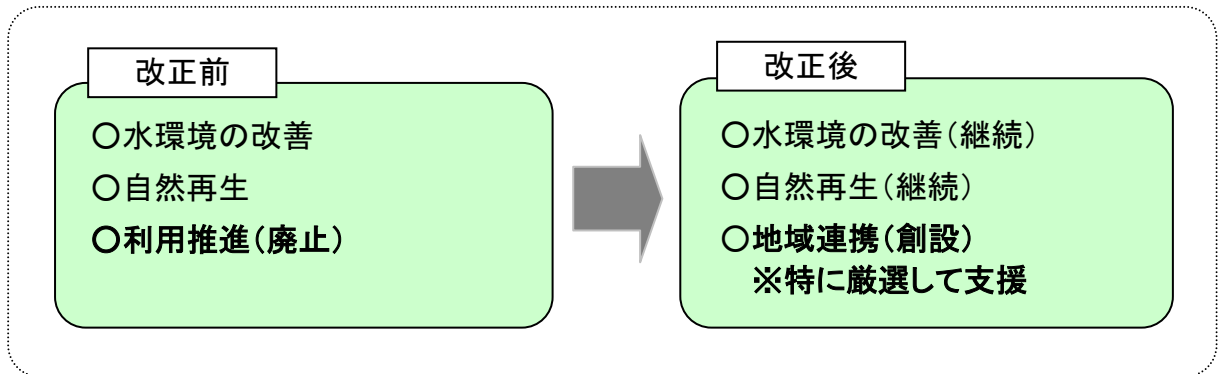 改正前
○水環境の改善
○自然再生
○利用推進(廃止)
改正後
○水環境の改善(継続)
○自然再生(継続)
○地域連携(創設)
※特に厳選して支援